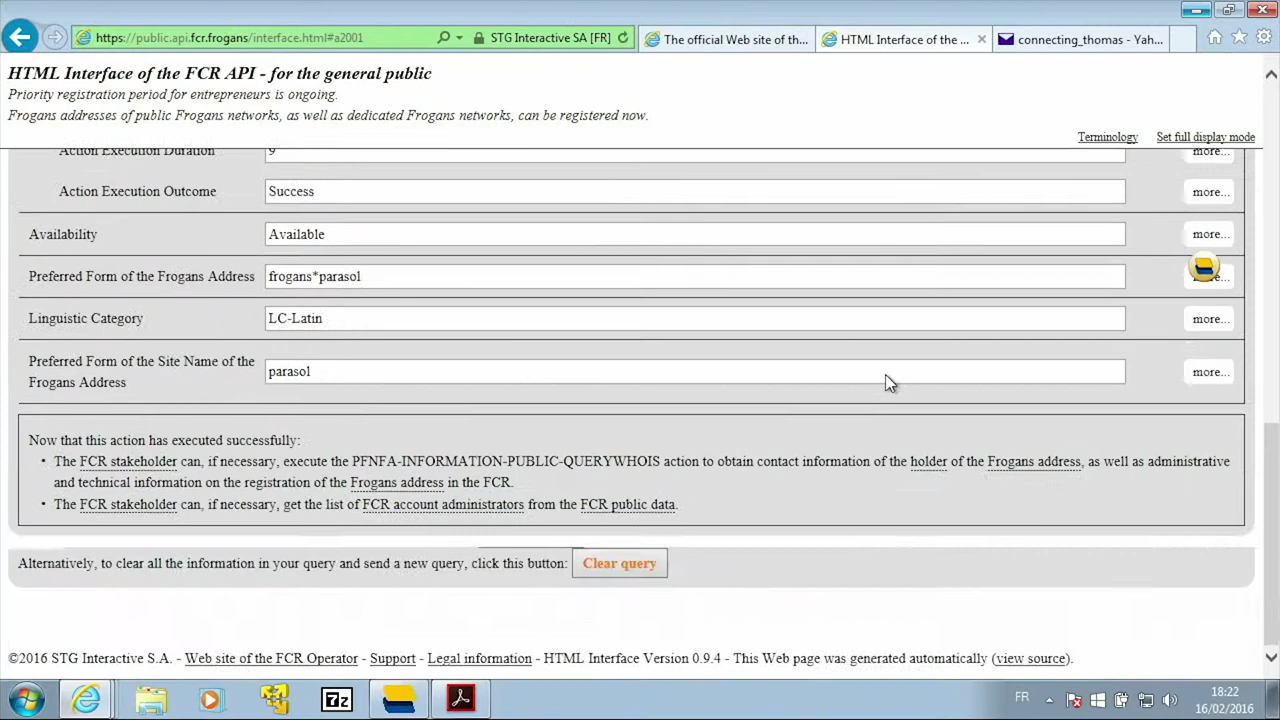 https://public.api.fcr.frogans/interface.html#a2001
STG Interactive SA [FR]
The official Web site of th...
HTML Interface of the ...
connecting_thomas - Yah...
HTML Interface of the FCR API - for the general public
Priority registration period for entrepreneurs is ongoing.
Frogans addresses of public Frogans networks, as well as dedicated Frogans networks, can be registered now.
Terminology
Set full display mode
Action Execution Duration
9
more...
Action Execution Outcome
Success
more...
Availability
Available
more...
Preferred Form of the Frogans Address
frogans*parasol
more...
Linguistic Category
LC-Latin
more...
Preferred Form of the Site Name of the
Frogans Address
parasol
more...
Now that this action has executed successfully:
• The FCR stakeholder can, if necessary, execute the PFNFA-INFORMATION-PUBLIC-QUERYWHOIS action to obtain contact information of the holder of the Frogans address, as well as administrative
and technical information on the registration of the Frogans address in the FCR.
• The FCR stakeholder can, if necessary, get the list of FCR account administrators from the FCR public data.
Alternatively, to clear all the information in your query and send a new query, click this button:
Clear query
©2016 STG Interactive S.A. - Web site of the FCR Operator - Support - Legal information - HTML Interface Version 0.9.4 - This Web page was generated automatically (view source).
7z
FR
18:22
16/02/2016